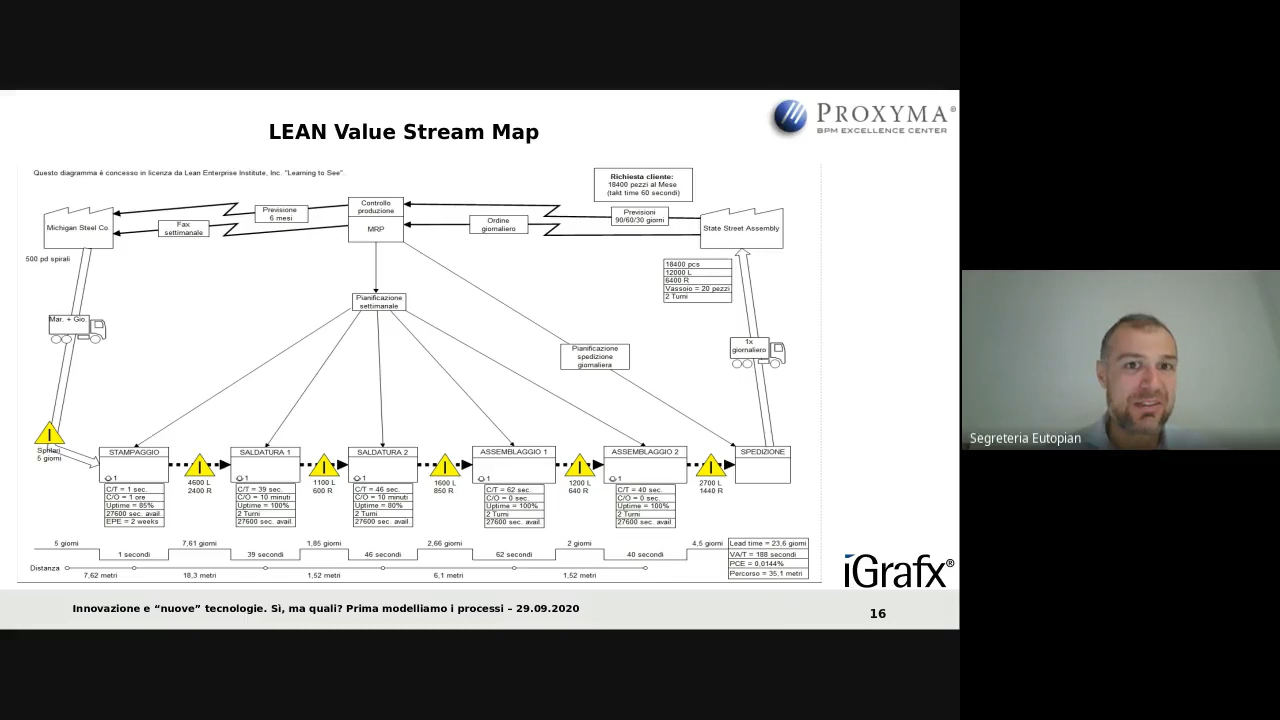 LEAN Value Stream Map
PROXYMA®
BPM EXCELLENCE CENTER
Questo diagramma è concesso in licenza da Lean Enterprise Institute, Inc. "Learning to See".
Richiesta cliente:
18400 pezzi al Mese
(takt time 60 secondi)
Michigan Steel Co.
Previsione
6 mesi
Fax
settimanale
Controllo
produzione
MRP
Ordine
giornaliero
Previsioni
90/60/30 giorni
State Street Assembly
500 pd spirali
18400 pcs
12000 L
6400 R
Vassoio = 20 pezzi
2 Turni
Mar. + Gio.
Pianificazione
settimanale
Pianificazione
spedizione
giornaliera
1x
giornaliero
5 giorni
STAMPAGGIO
1
C/T = 1 sec.
C/O = 1 ore
Uptime = 85%
27600 sec. avail.
EPE = 2 weeks
4600 L
2400 R
SALDATURA 1
1
C/T = 39 sec.
C/O = 10 minuti
Uptime = 100%
2 Turni
27600 sec. avail.
1100 L
600 R
SALDATURA 2
1
C/T = 46 sec.
C/O = 10 minuti
Uptime = 80%
2 Turni
27600 sec. avail.
1600 L
850 R
ASSEMBLAGGIO 1
1
C/T = 62 sec.
C/O = 0 sec.
Uptime = 100%
2 Turni
27600 sec. avail.
1200 L
640 R
ASSEMBLAGGIO 2
1
C/T = 40 sec.
C/O = 0 sec.
Uptime = 100%
2 Turni
27600 sec. avail.
2700 L
1440 R
SPEDIZIONE
5 giorni
7,61 giorni
1,85 giorni
2,66 giorni
2 giorni
4,5 giorni
1 secondi
39 secondi
46 secondi
62 secondi
40 secondi
Lead time = 23,6 giorni
VA/T = 188 secondi
PCE = 0,0144%
Percorso = 35,1 metri
Distanza
7,62 metri
18,3 metri
1,52 metri
6,1 metri
1,52 metri
iGrafx®
Innovazione e “nuove” tecnologie. Sì, ma quali? Prima modelliamo i processi – 29.09.2020
16
Segreteria Eutopian